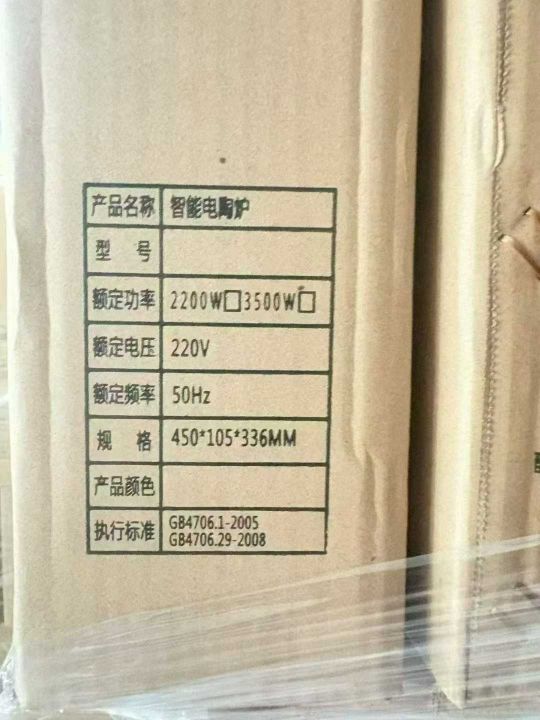 产品名称 智能电陶炉
型 号
额定功率 2200W□3500W□
额定电压 220V
额定频率 50Hz
规 格 450*105*336MM
产品颜色
执行标准 GB4706.1-2005
GB4706.29-2008